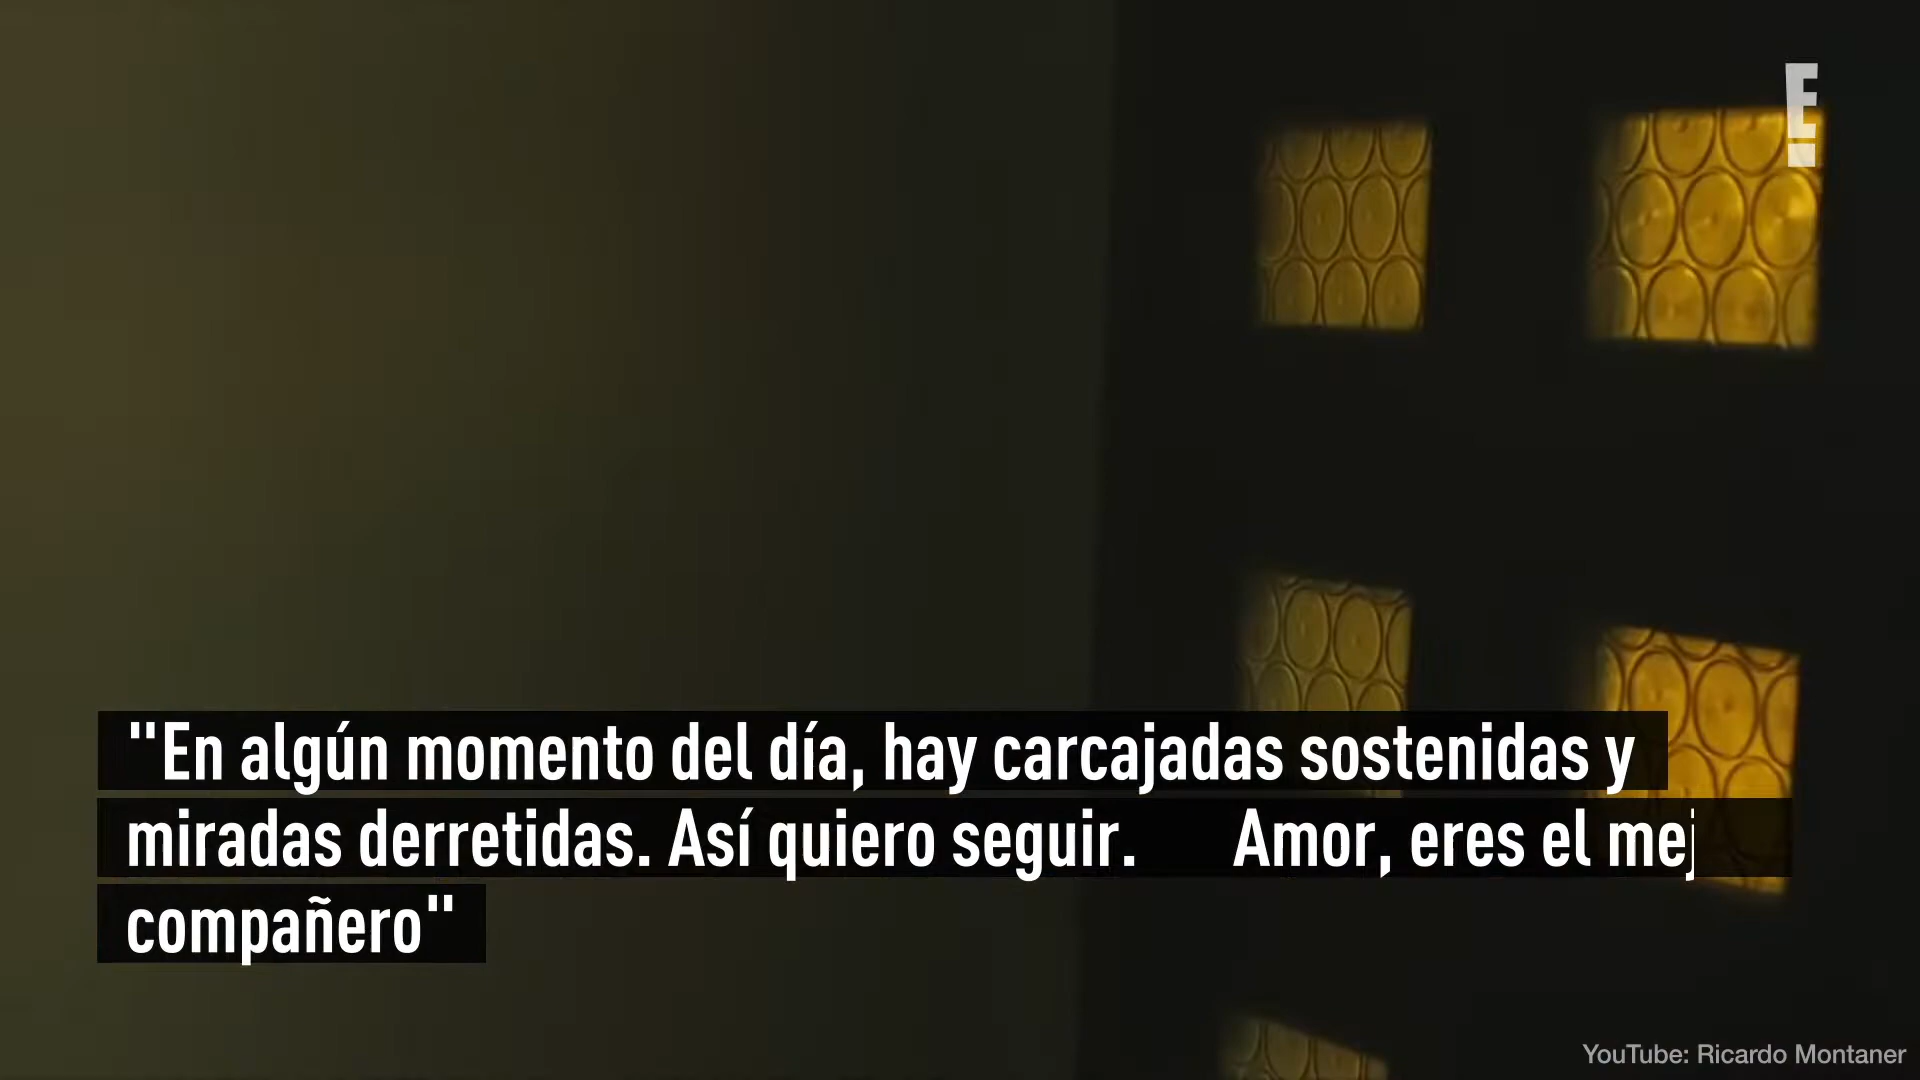 E!
"En algún momento del día, hay carcajadas sostenidas y
miradas derretidas. Así quiero seguir. Amor, eres el mej
compañero"
YouTube: Ricardo Montaner